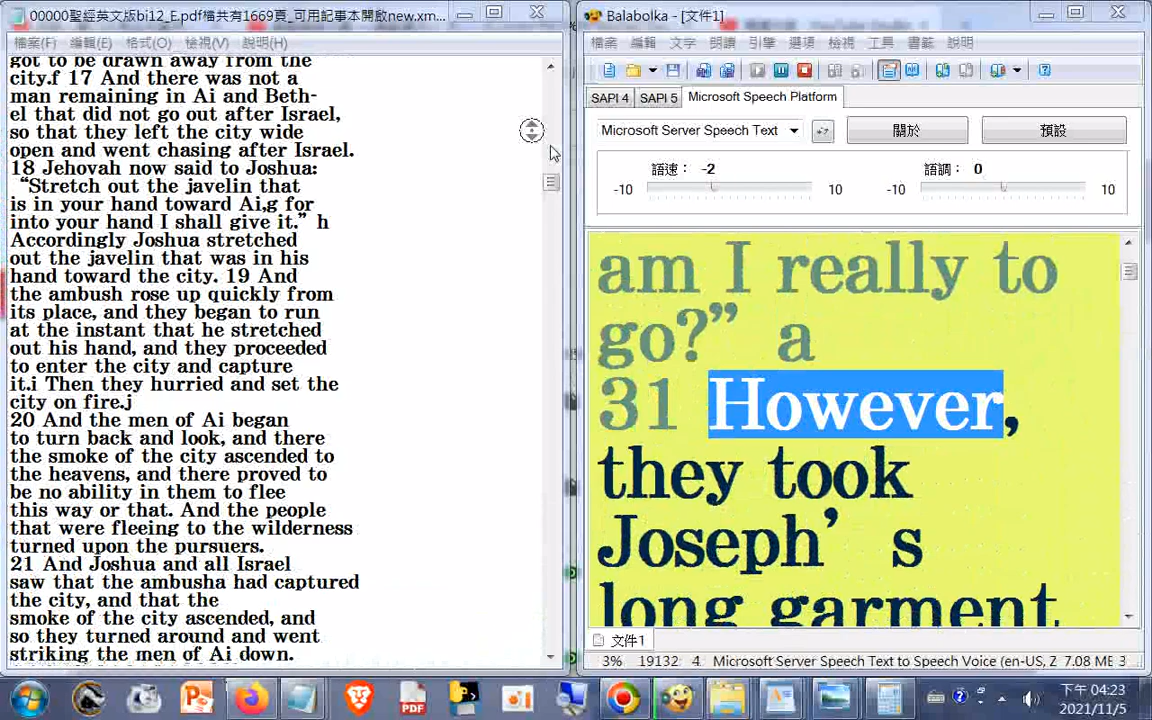 00000聖經英文版bi12_E.pdf檔共有1669頁_可用記事本開啟new.xm...
檔案(F) 編輯(E) 格式(O) 檢視(V) 說明(H)
got to be drawn away from the
city.f 17 And there was not a
man remaining in Ai and Beth-
el that did not go out after Israel,
so that they left the city wide
open and went chasing after Israel.
18 Jehovah now said to Joshua:
“Stretch out the javelin that
is in your hand toward Ai,g for
into your hand I shall give it.” h
Accordingly Joshua stretched
out the javelin that was in his
hand toward the city. 19 And
the ambush rose up quickly from
its place, and they began to run
at the instant that he stretched
out his hand, and they proceeded
to enter the city and capture
it.i Then they hurried and set the
city on fire.j
20 And the men of Ai began
to turn back and look, and there
the smoke of the city ascended to
the heavens, and there proved to
be no ability in them to flee
this way or that. And the people
that were fleeing to the wilderness
turned upon the pursuers.
21 And Joshua and all Israel
saw that the ambusha had captured
the city, and that the
smoke of the city ascended, and
so they turned around and went
striking the men of Ai down.
Balabolka - [文件1]
檔案 編輯 文字 朗讀 引擎 選項 檢視 工具 書籤 說明
SAPI 4 SAPI 5 Microsoft Speech Platform
Microsoft Server Speech Text 關於 預設
語速： -2 語調： 0
-10 10 -10 10
am I really to
go?” a
31 However,
they took
Joseph’ s
long garment
文件1
3% 19132 4 Microsoft Server Speech Text to Speech Voice (en-US, Z 7.08 MB 3
PDF
下午 04:23
2021/11/5